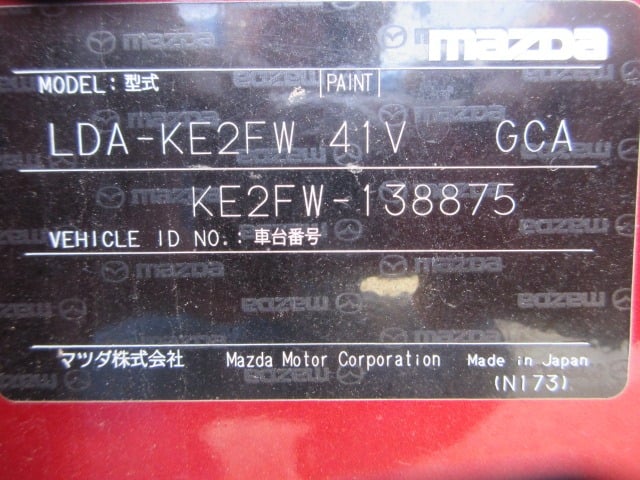 mazda
MODEL: 型式 PAINT
LDA-KE2FW 41V GCA
KE2FW-138875
VEHICLE ID NO.: 車台番号
マツダ株式会社 Mazda Motor Corporation Made in Japan
(N173)